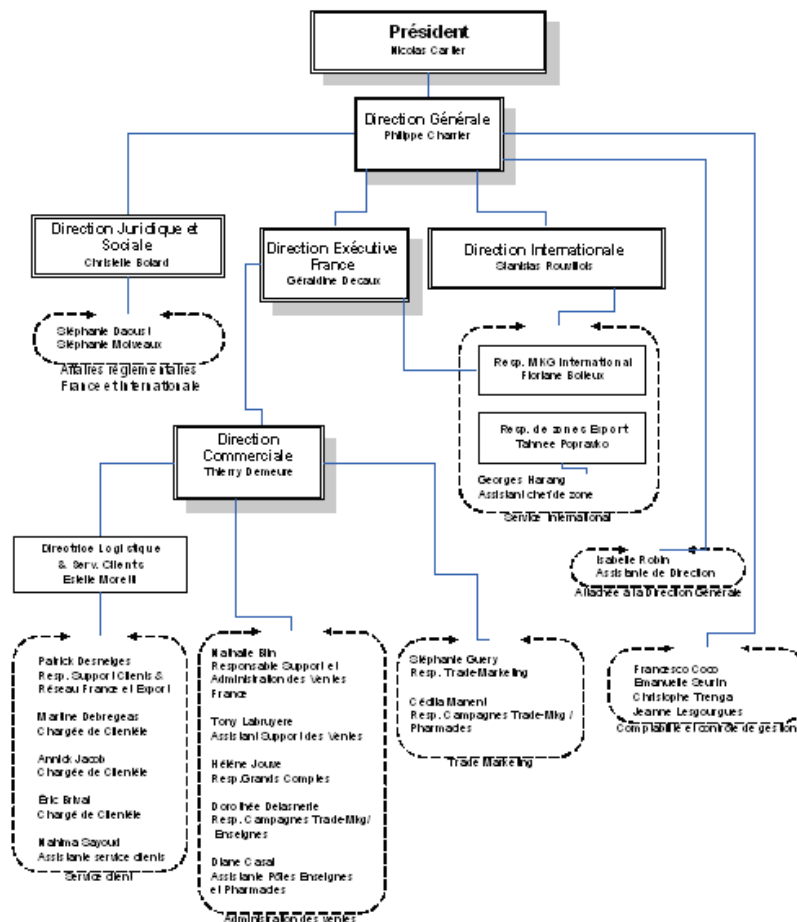 Président
Nicolas Carlier
Direction Générale
Philippe Charrier
Direction Juridique et
Sociale
Christelle Bolard
Direction Exécutive
France
Géraldine Decaux
Direction Internationale
Stanislas Rouvillois
Stéphanie Daoust
Stéphanie Molveaux
Affaires réglementaires
France et Internationale
Resp. MKG International
Floriane Bolleux
Resp. de zones Export
Tahnee Popravko
Georges Harang
Assistant chef de zone
Service International
Direction
Commerciale
Thierry Demeure
Directrice Logistique
& Serv. Clients
Estelle Morelli
Isabelle Robin
Assistante de Direction
Attachée à la Direction Générale
Patrick Desneiges
Resp. Support Clients &
Réseau France et Export
Martine Debregeas
Chargée de Clientèle
Annick Jacob
Chargée de Clientèle
Éric Brival
Chargé de Clientèle
Nahima Sayoud
Assistante service clients
Service client
Nathalie Blin
Responsable Support et
Administration des Ventes
France
Tony Labruyere
Assistant Support des Ventes
Hélène Jouve
Resp.Grands Comptes
Dorothée Delasnerie
Resp. Campagnes Trade-Mkg/
Enseignes
Diane Casal
Assistante Pôles Enseignes
et Pharmacies
Administration des ventes
Stéphanie Guery
Resp. Trade-Marketing
Cédila Manent
Resp. Campagnes Trade-Mkg /
Pharmacies
Trade Marketing
Francesco Coco
Emanuelle Seurin
Christophe Trenga
Jeanne Lesgourgues
Comptabilité et contrôle de gestion